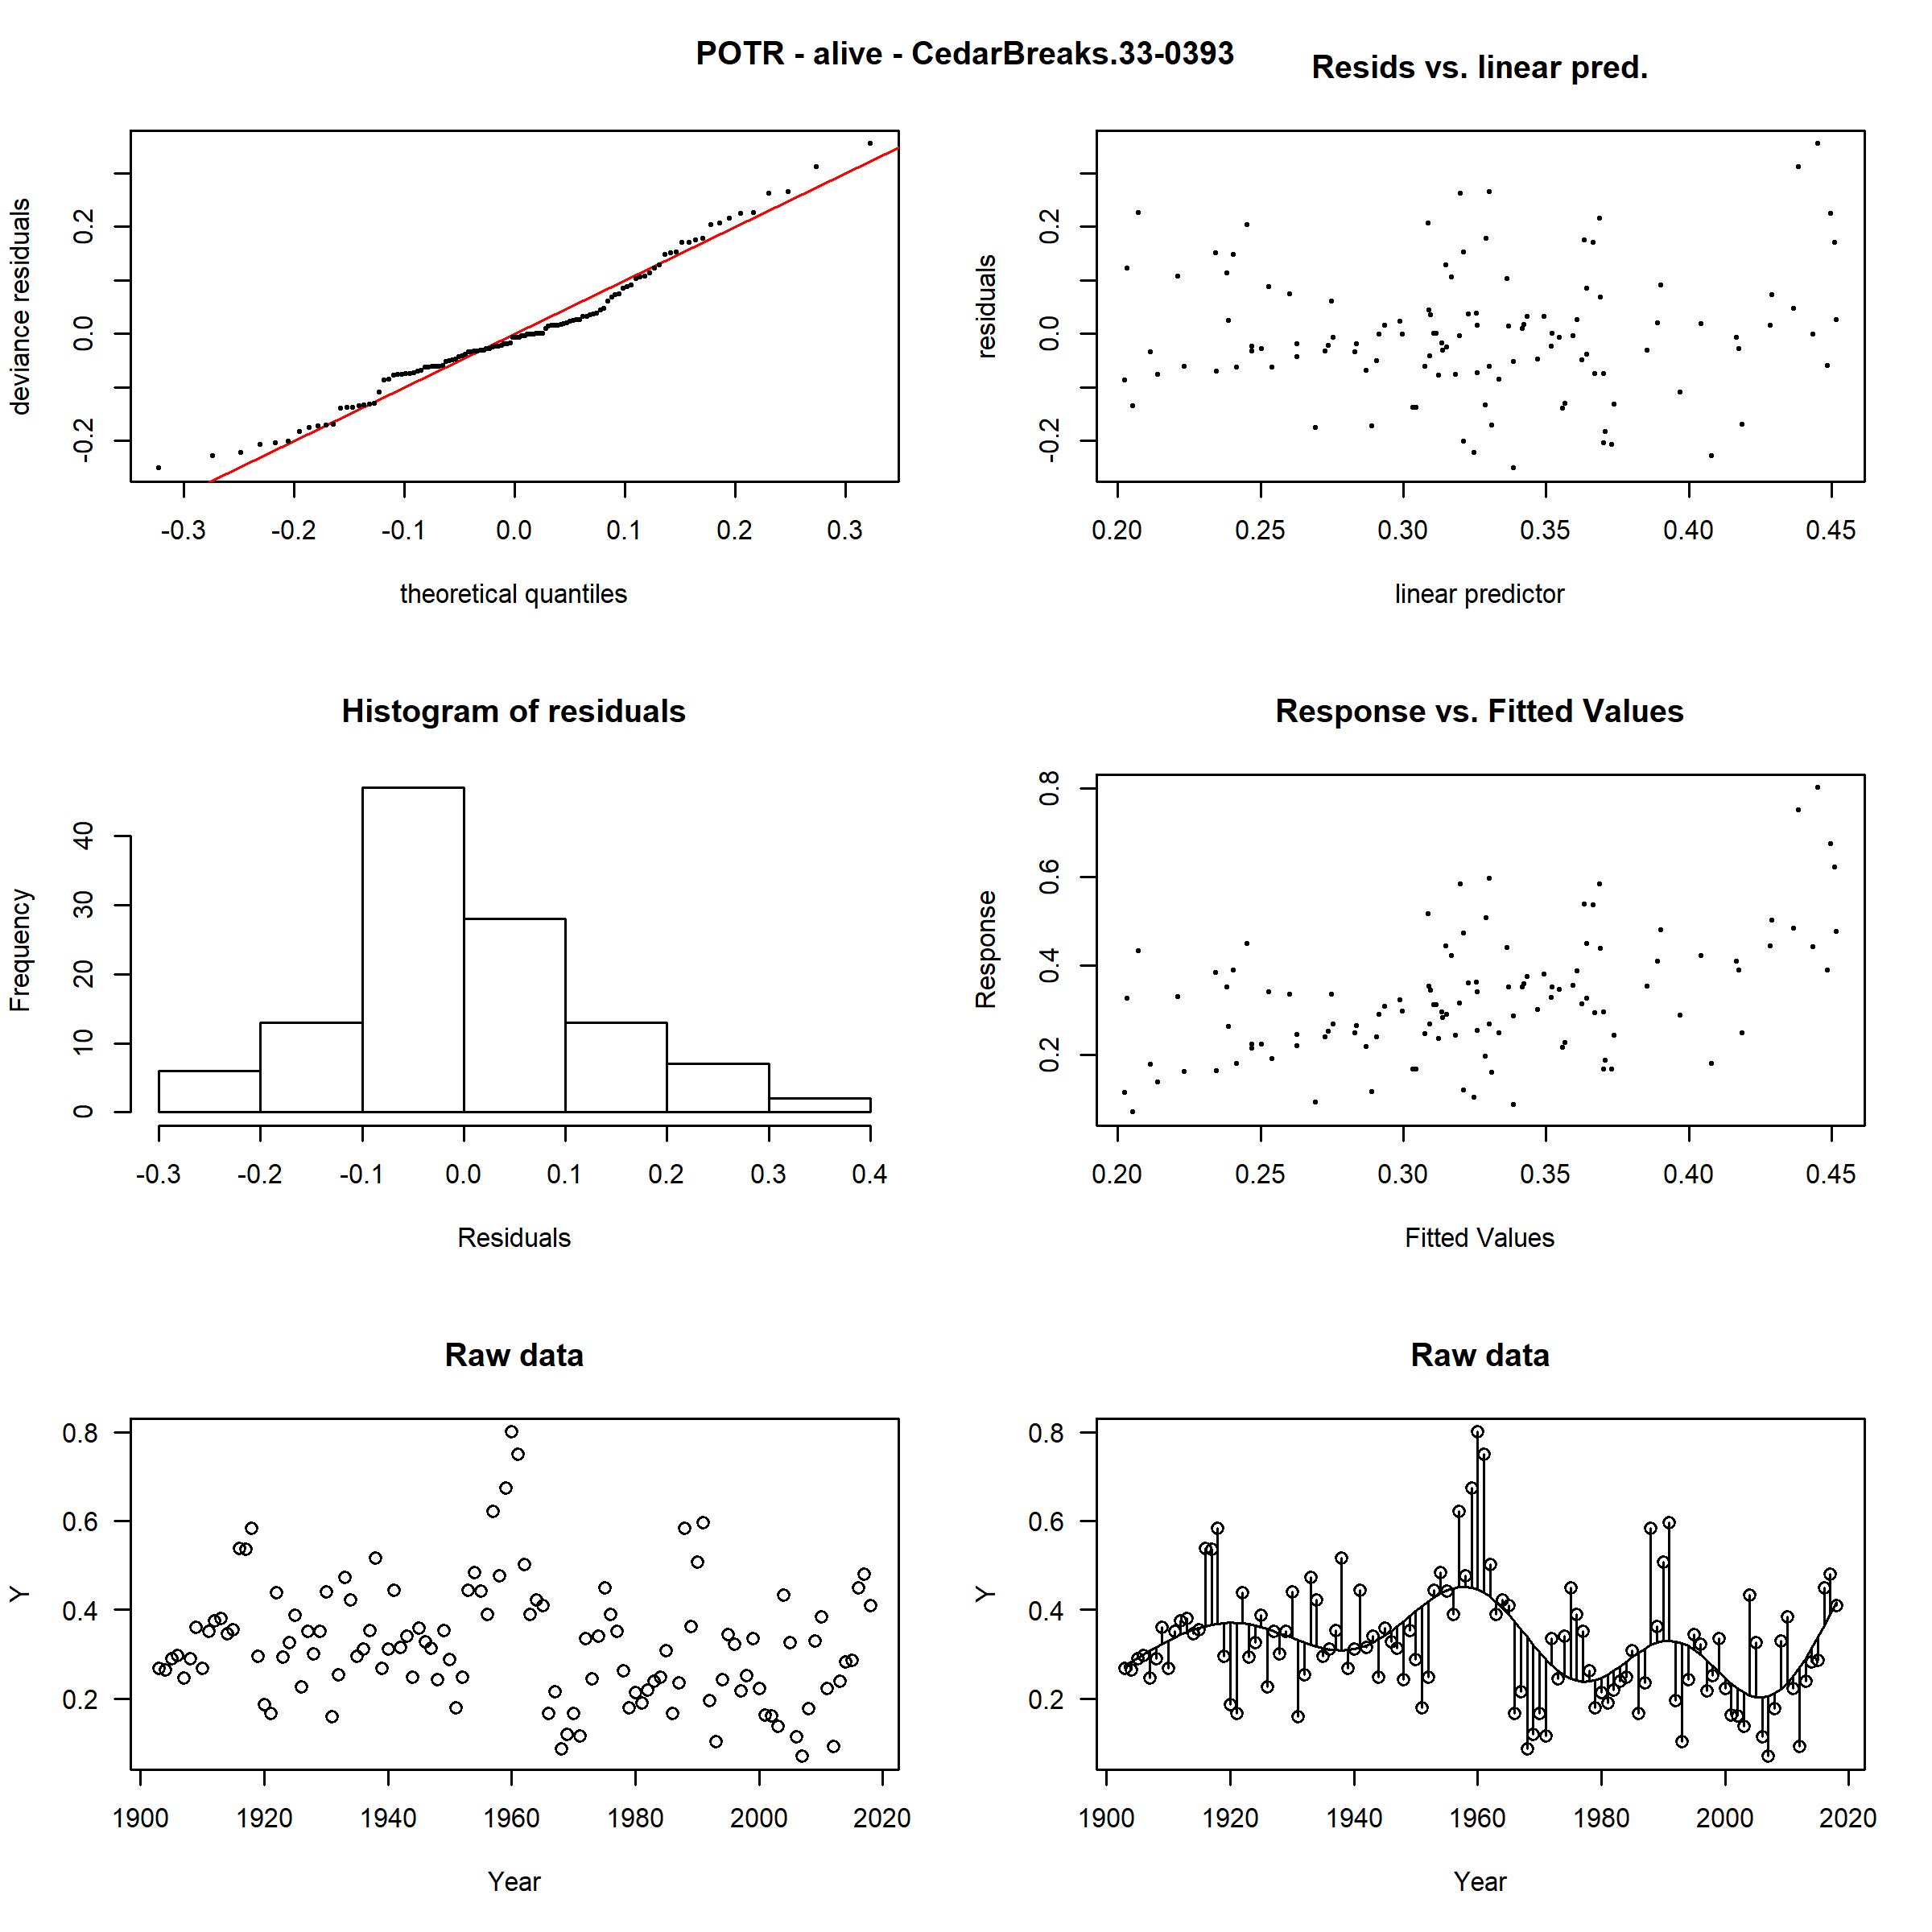 POTR - alive - CedarBreaks.33-0393
Resids vs. linear pred.
deviance residuals
-0.2 0.0 0.2
-0.3 -0.2 -0.1 0.0 0.1 0.2 0.3
theoretical quantiles
residuals
-0.2 0.0 0.2
0.20 0.25 0.30 0.35 0.40 0.45
linear predictor
Histogram of residuals
Frequency
0 10 20 30 40
-0.3 -0.2 -0.1 0.0 0.1 0.2 0.3 0.4
Residuals
Response vs. Fitted Values
Response
0.2 0.4 0.6 0.8
0.20 0.25 0.30 0.35 0.40 0.45
Fitted Values
Raw data
Y
0.8
0.6
0.4
0.2
1900 1920 1940 1960 1980 2000 2020
Year
Raw data
Y
0.8
0.6
0.4
0.2
1900 1920 1940 1960 1980 2000 2020
Year